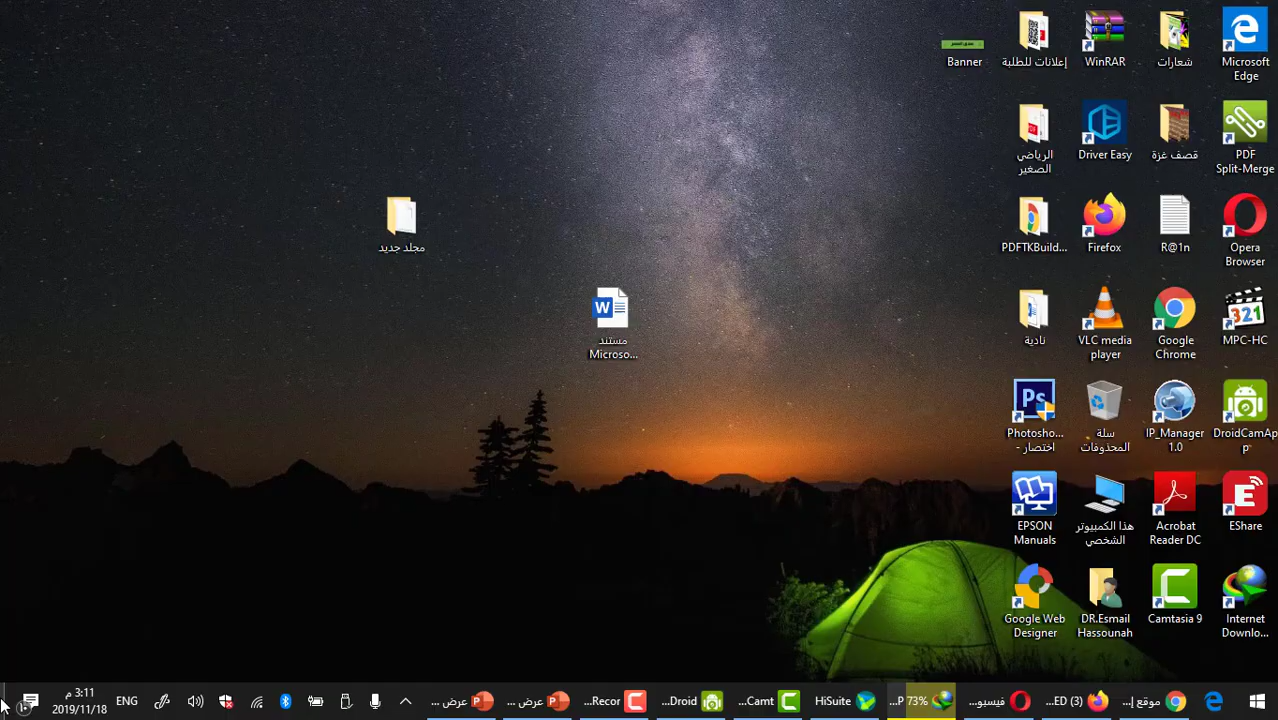 Microsoft
Edge
شعارات
WinRAR
إعلانات للطلبة
Banner
PDF
Split-Merge
قصف غزة
Driver Easy
الرياضي
الصغير
Opera
Browser
R@1n
Firefox
PDFTKBuild...
مجلد جديد
MPC-HC
Google
Chrome
VLC media
player
نادية
مستند
Microso...
DroidCamAp
p
IP_Manager
1.0
سلة
المحذوفات
Photosho...
اختصار -
EShare
Acrobat
Reader DC
هذا الكمبيوتر
الشخصي
EPSON
Manuals
Internet
Downlo...
Camtasia 9
DR.Esmail
Hassounah
Google Web
Designer
موقع إ...
ED (3)...
فيسبو...
73% P...
HiSuite
Camt...
Droid...
Recor...
عرض ...
عرض ...
ENG
3:11 م
2019/11/18